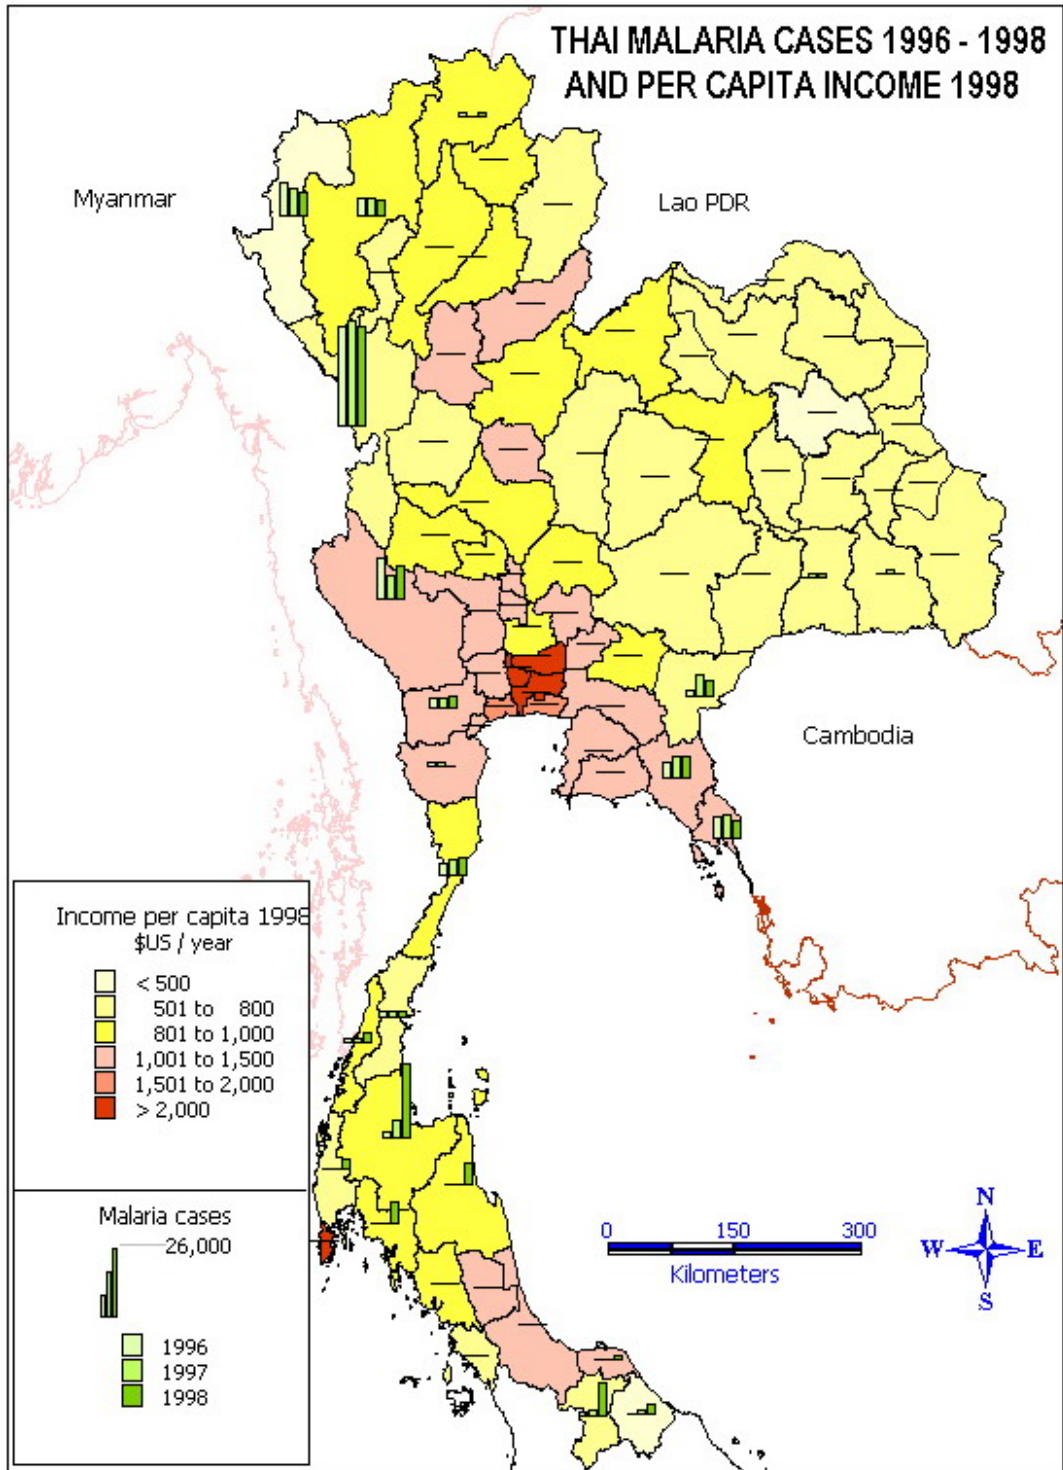 THAI MALARIA CASES 1996 - 1998
AND PER CAPITA INCOME 1998
Myanmar
Lao PDR
Cambodia
Income per capita 1998
$US / year
< 500
501 to 800
801 to 1,000
1,001 to 1,500
1,501 to 2,000
> 2,000
Malaria cases
26,000
1996
1997
1998
0 150 300
Kilometers
N
W E
S